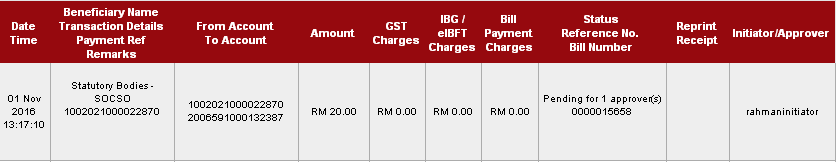 Date
Time
Beneficiary Name
Transaction Details
Payment Ref
Remarks
From Account
To Account
Amount
GST
Charges
IBG /
eIBFT
Charges
Bill
Payment
Charges
Status
Reference No.
Bill Number
Reprint
Receipt
Initiator/Approver
01 Nov
2016
13:17:10
Statutory Bodies -
SOCSO
1002021000022870
1002021000022870
2006591000132387
RM 20.00
RM 0.00
RM 0.00
RM 0.00
Pending for 1 approver(s)
0000015658
rahmaninitiator